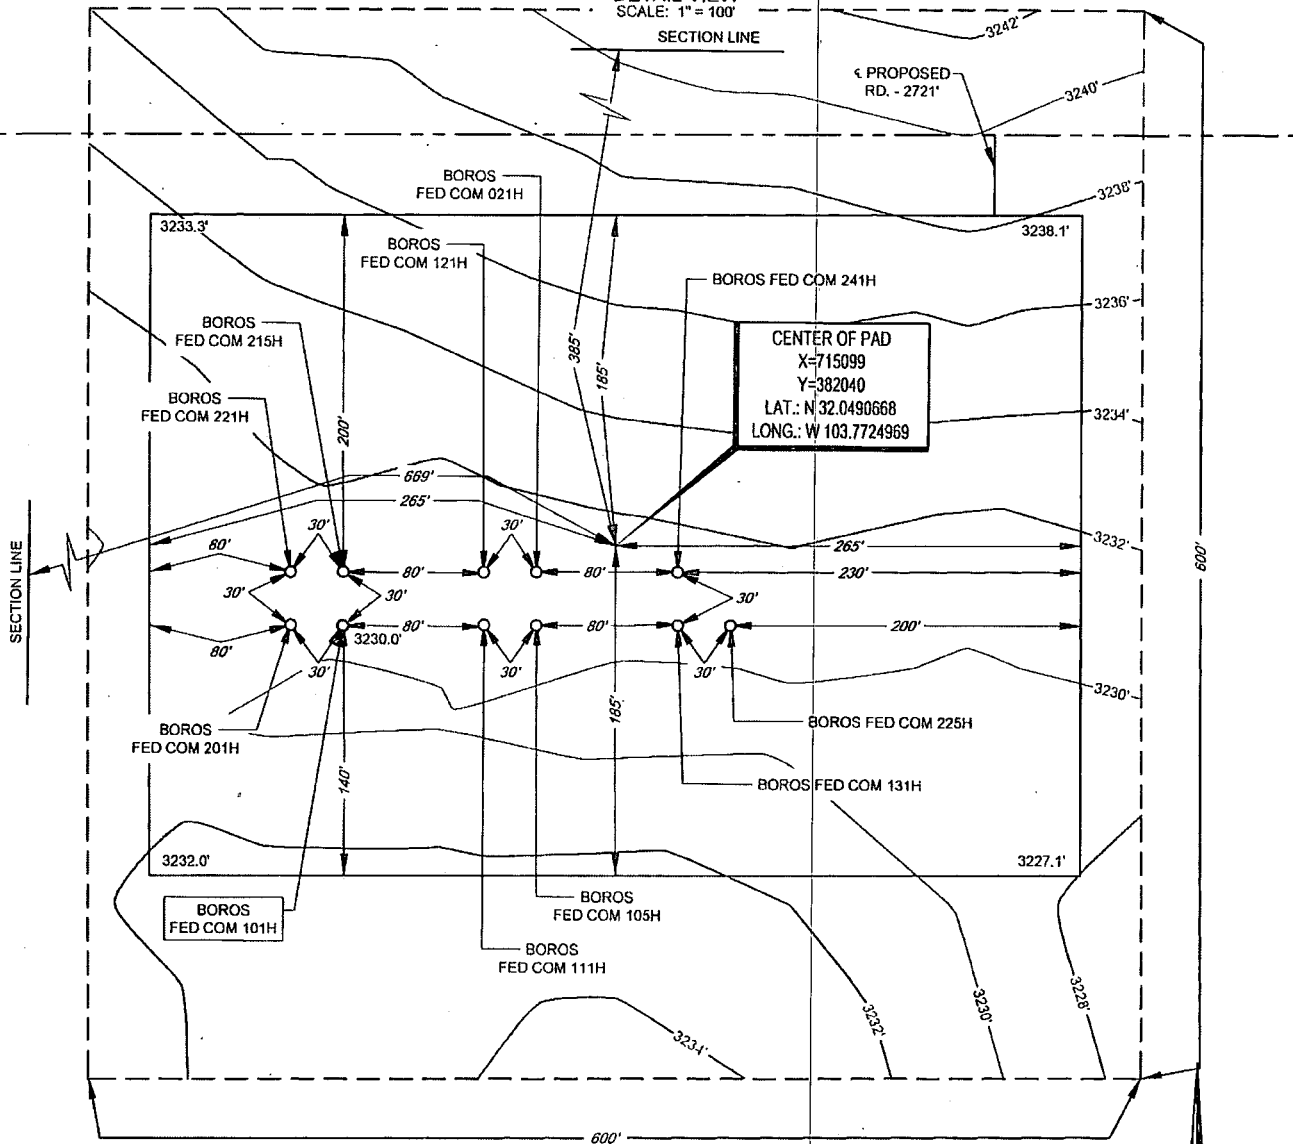 SCALE: 1" = 100'
SECTION LINE
3242'
℄ PROPOSED
RD. - 2721'
3240'
BOROS
FED COM 021H
3238'
3233.3'
3238.1'
BOROS
FED COM 121H
BOROS FED COM 241H
3236'
BOROS
FED COM 215H
385'
185'
CENTER OF PAD
X=715099
Y=382040
LAT.: N 32.0490668
LONG.: W 103.7724969
BOROS
FED COM 221H
200'
3234'
669'
265'
SECTION LINE
30'
30'
80'
3232'
265'
600'
80'
80'
230'
30'
30'
30'
3230.0'
80'
80'
200'
80'
30'
30'
30'
3230'
185'
BOROS
FED COM 201H
BOROS FED COM 225H
140'
BOROS FED COM 131H
3232.0'
3227.1'
BOROS
FED COM 101H
BOROS
FED COM 105H
BOROS
FED COM 111H
3232'
3230'
3228'
3234'
600'